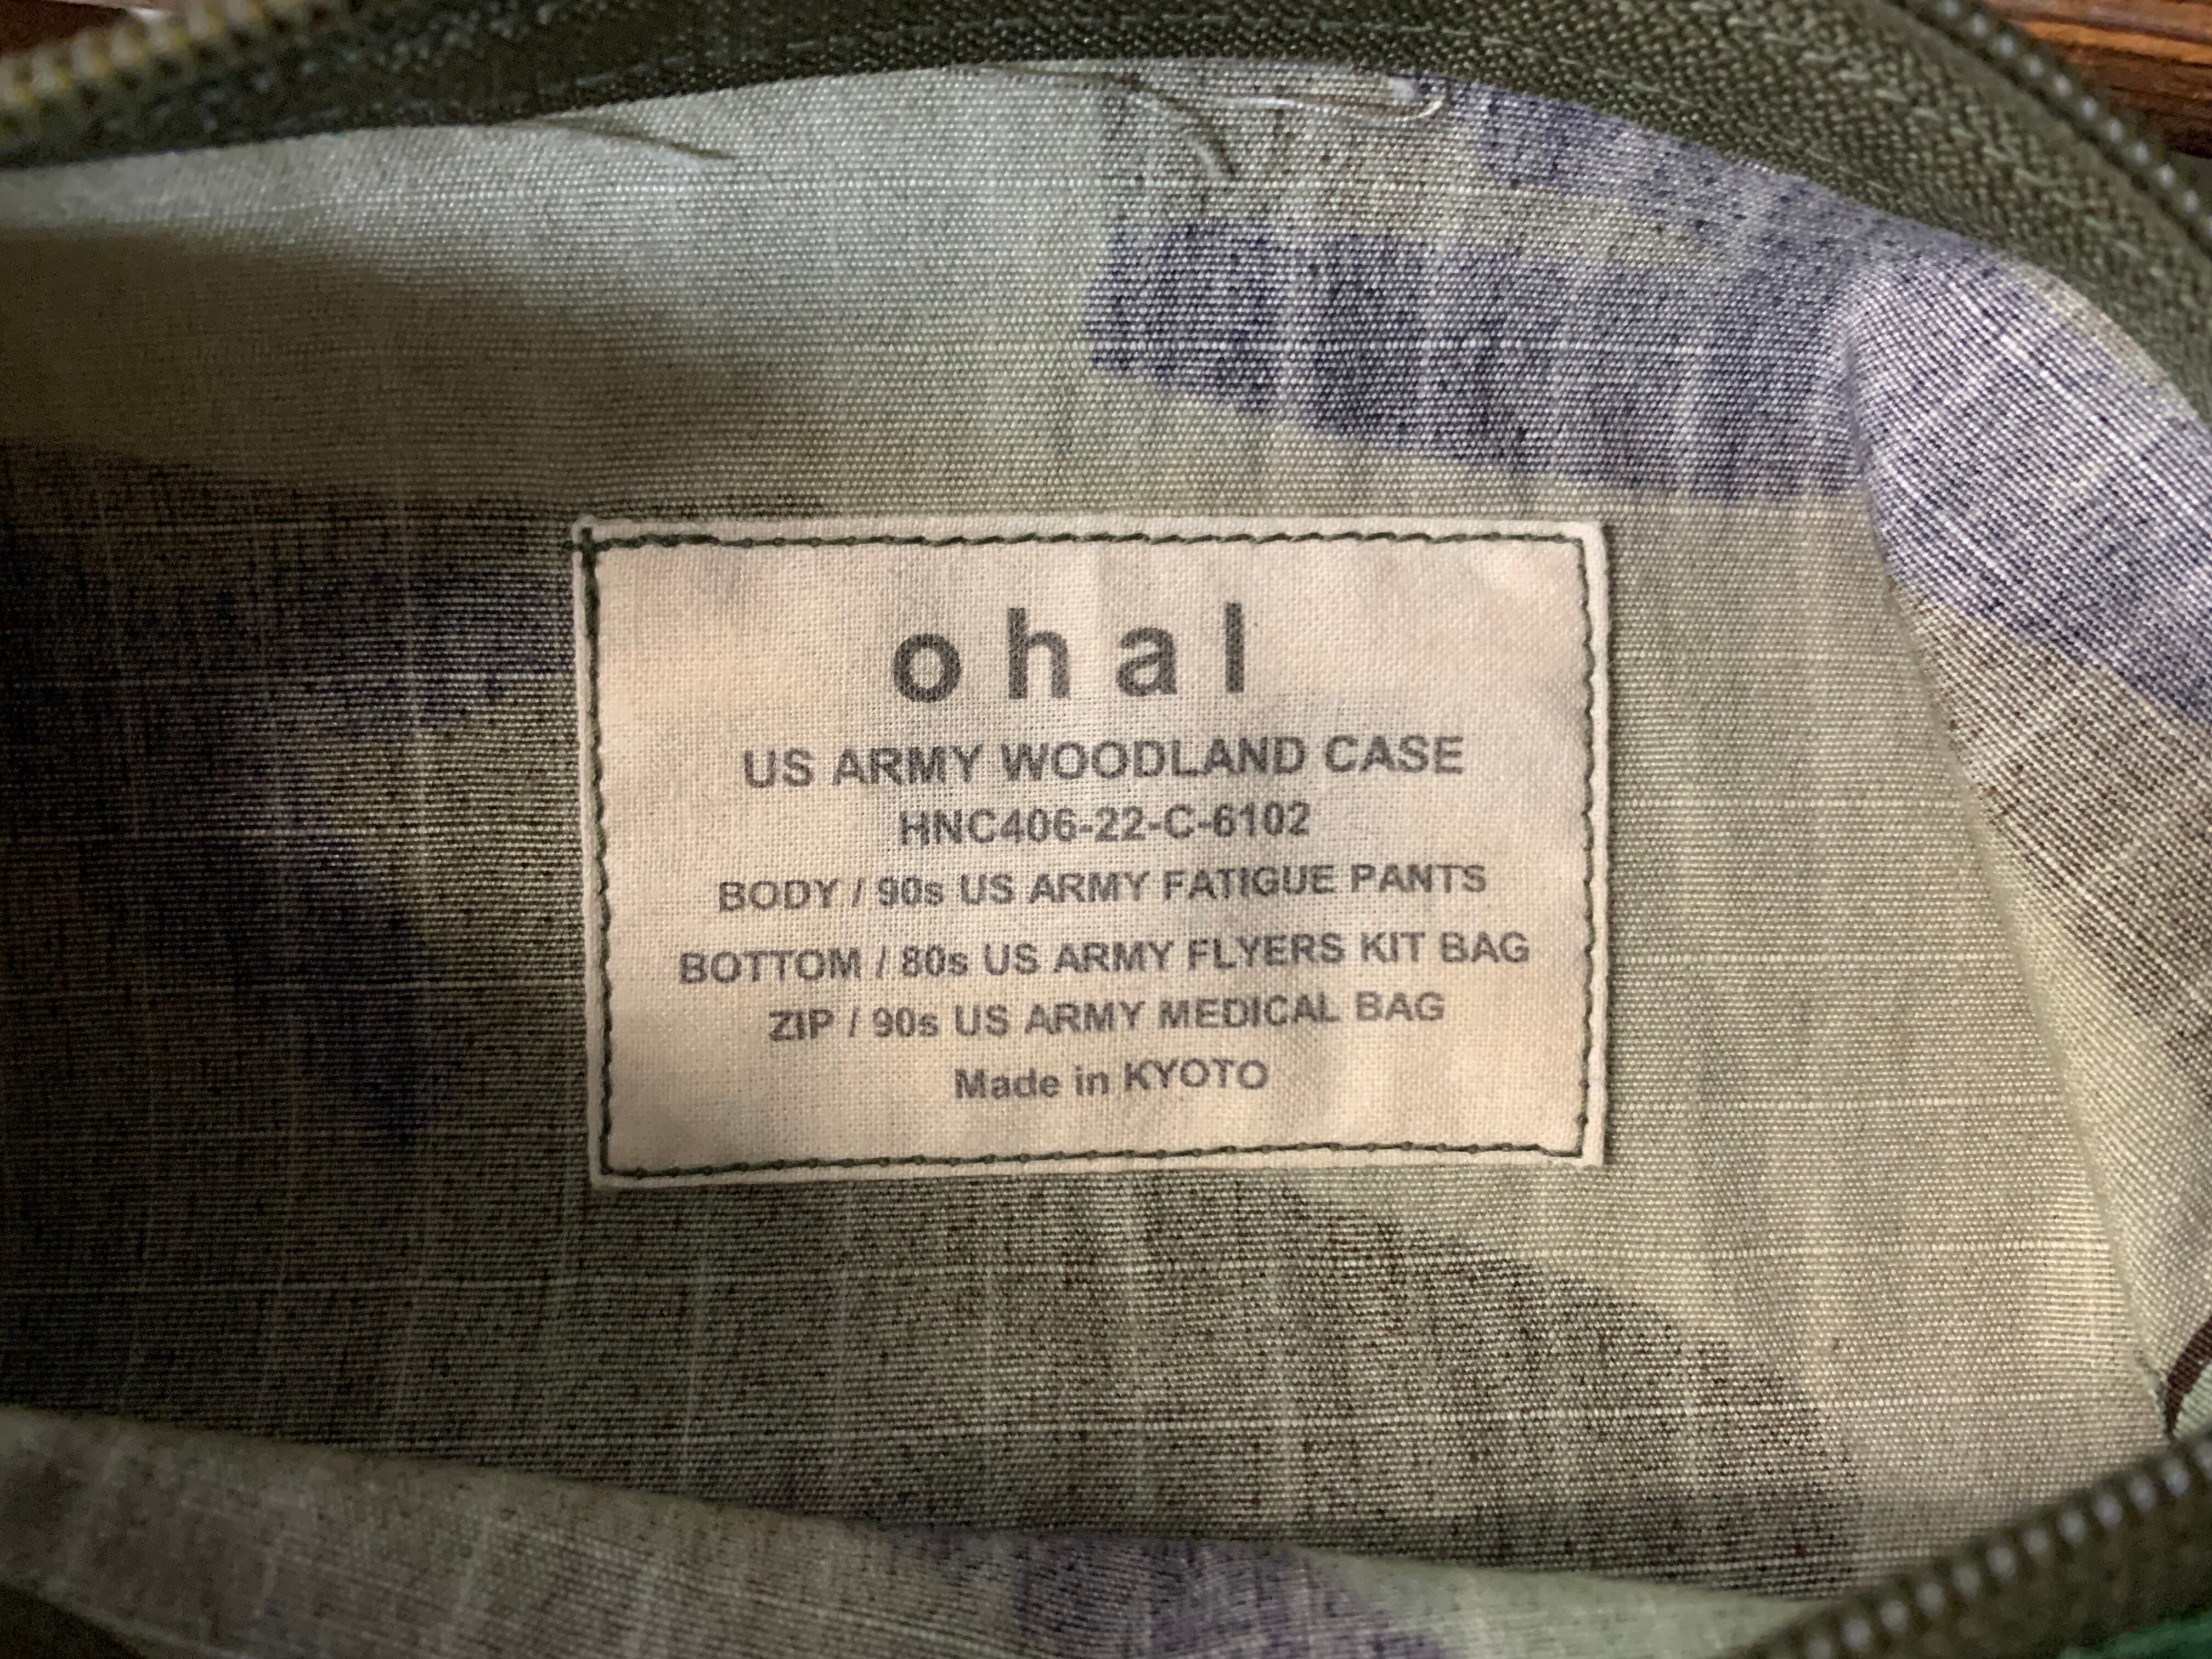 ohal
US ARMY WOODLAND CASE
HNC406-22-C-6102
BODY / 90s US ARMY FATIGUE PANTS
BOTTOM / 80s US ARMY FLYERS KIT BAG
ZIP / 90s US ARMY MEDICAL BAG
Made in KYOTO